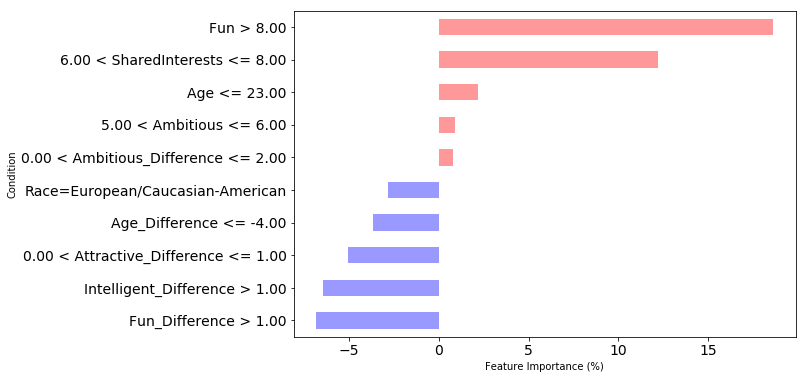 Fun > 8.00
6.00 < SharedInterests <= 8.00
Age <= 23.00
5.00 < Ambitious <= 6.00
0.00 < Ambitious_Difference <= 2.00
Race=European/Caucasian-American
Age_Difference <= -4.00
0.00 < Attractive_Difference <= 1.00
Intelligent_Difference > 1.00
Fun_Difference > 1.00
Condition
−5 0 5 10 15
Feature Importance (%)